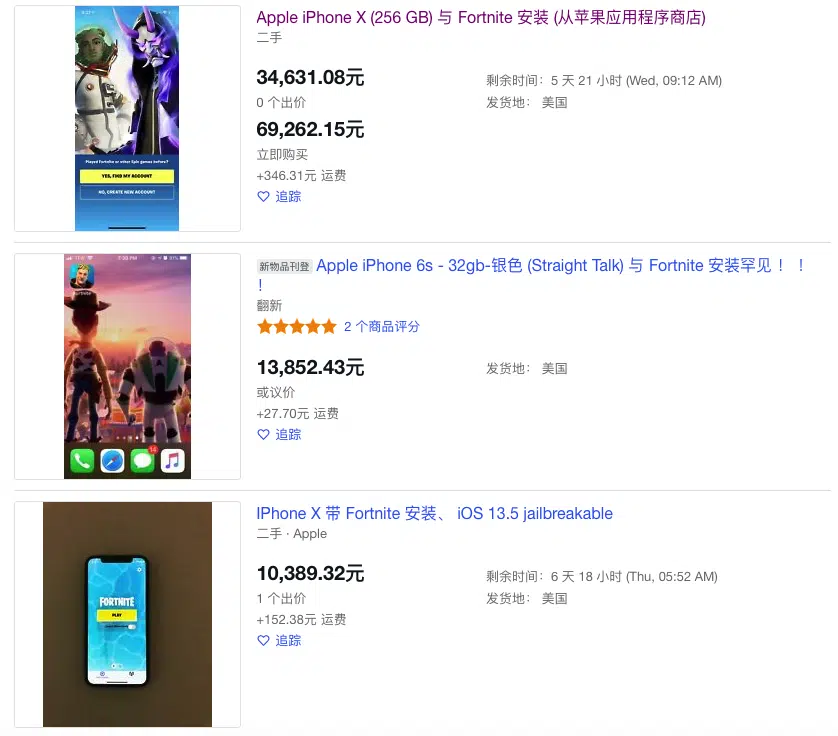 Apple iPhone X (256 GB) 与 Fortnite 安装 (从苹果应用程序商店)
二手
34,631.08元
剩余时间：5 天 21 小时 (Wed, 09:12 AM)
0 个出价
发货地： 美国
69,262.15元
立即购买
+346.31元 运费
追踪
Played Fortnite or other Epic games before?
YES, FIND MY ACCOUNT
NO, CREATE NEW ACCOUNT
新物品刊登 Apple iPhone 6s - 32gb-银色 (Straight Talk) 与 Fortnite 安装罕见 ！ ！
！
翻新
2 个商品评分
13,852.43元
发货地： 美国
或议价
+27.70元 运费
追踪
7:38 PM
31%
Fortnite
14
IPhone X 带 Fortnite 安装、 iOS 13.5 jailbreakable
二手 · Apple
10,389.32元
剩余时间：6 天 18 小时 (Thu, 05:52 AM)
1 个出价
发货地： 美国
+152.38元 运费
追踪
FORTNITE
PLAY